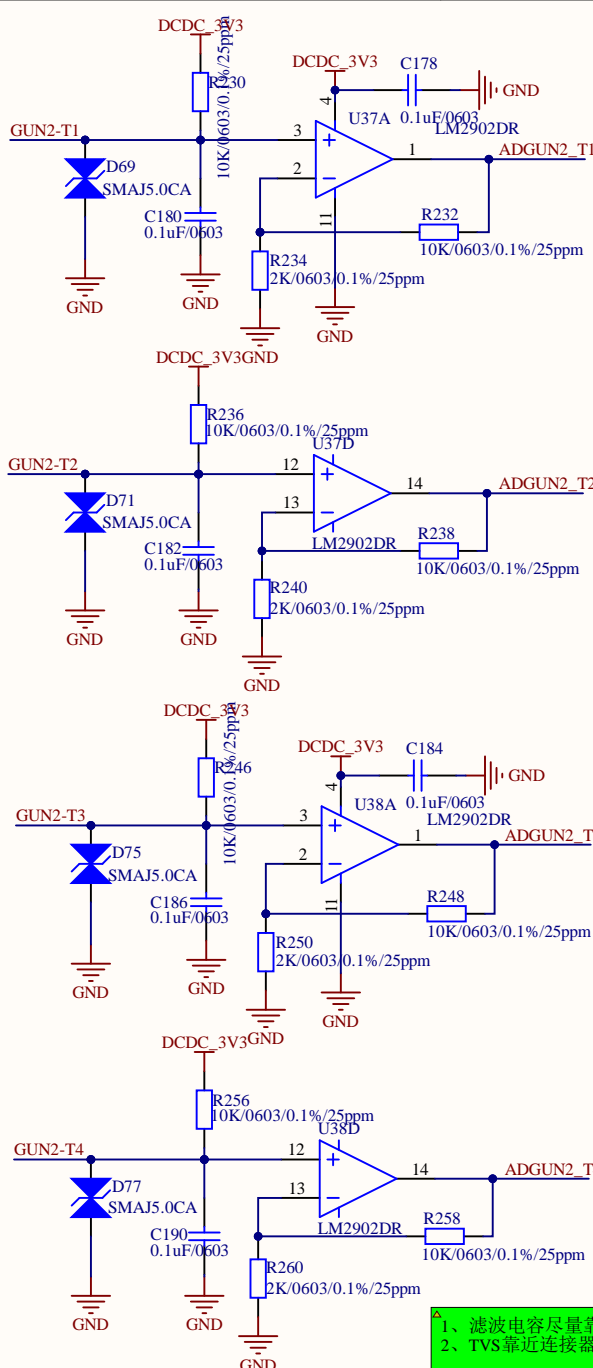 DCDC_3V3
R230
10K/0603/0.1%/25ppm
DCDC_3V3
C178
0.1uF/0603
GND
4
U37A
LM2902DR
GUN2-T1
3
2
1
11
ADGUN2_T1
D69
SMAJ5.0CA
C180
0.1uF/0603
R232
10K/0603/0.1%/25ppm
R234
2K/0603/0.1%/25ppm
GND
GND
GND
GND
DCDC_3V3
R236
10K/0603/0.1%/25ppm
U37D
GUN2-T2
12
13
14
ADGUN2_T2
D71
SMAJ5.0CA
LM2902DR
C182
0.1uF/0603
R238
10K/0603/0.1%/25ppm
R240
2K/0603/0.1%/25ppm
GND
GND
GND
DCDC_3V3
R246
10K/0603/0.1%/25ppm
DCDC_3V3
C184
0.1uF/0603
GND
4
U38A
LM2902DR
GUN2-T3
3
2
1
11
ADGUN2_T
D75
SMAJ5.0CA
C186
0.1uF/0603
R248
10K/0603/0.1%/25ppm
R250
2K/0603/0.1%/25ppm
GND
GND
GND
GND
DCDC_3V3
R256
10K/0603/0.1%/25ppm
U38D
GUN2-T4
12
13
14
ADGUN2_T
D77
SMAJ5.0CA
LM2902DR
C190
0.1uF/0603
R258
10K/0603/0.1%/25ppm
R260
2K/0603/0.1%/25ppm
GND
GND
GND
1、滤波电容尽量靠
2、TVS靠近连接器